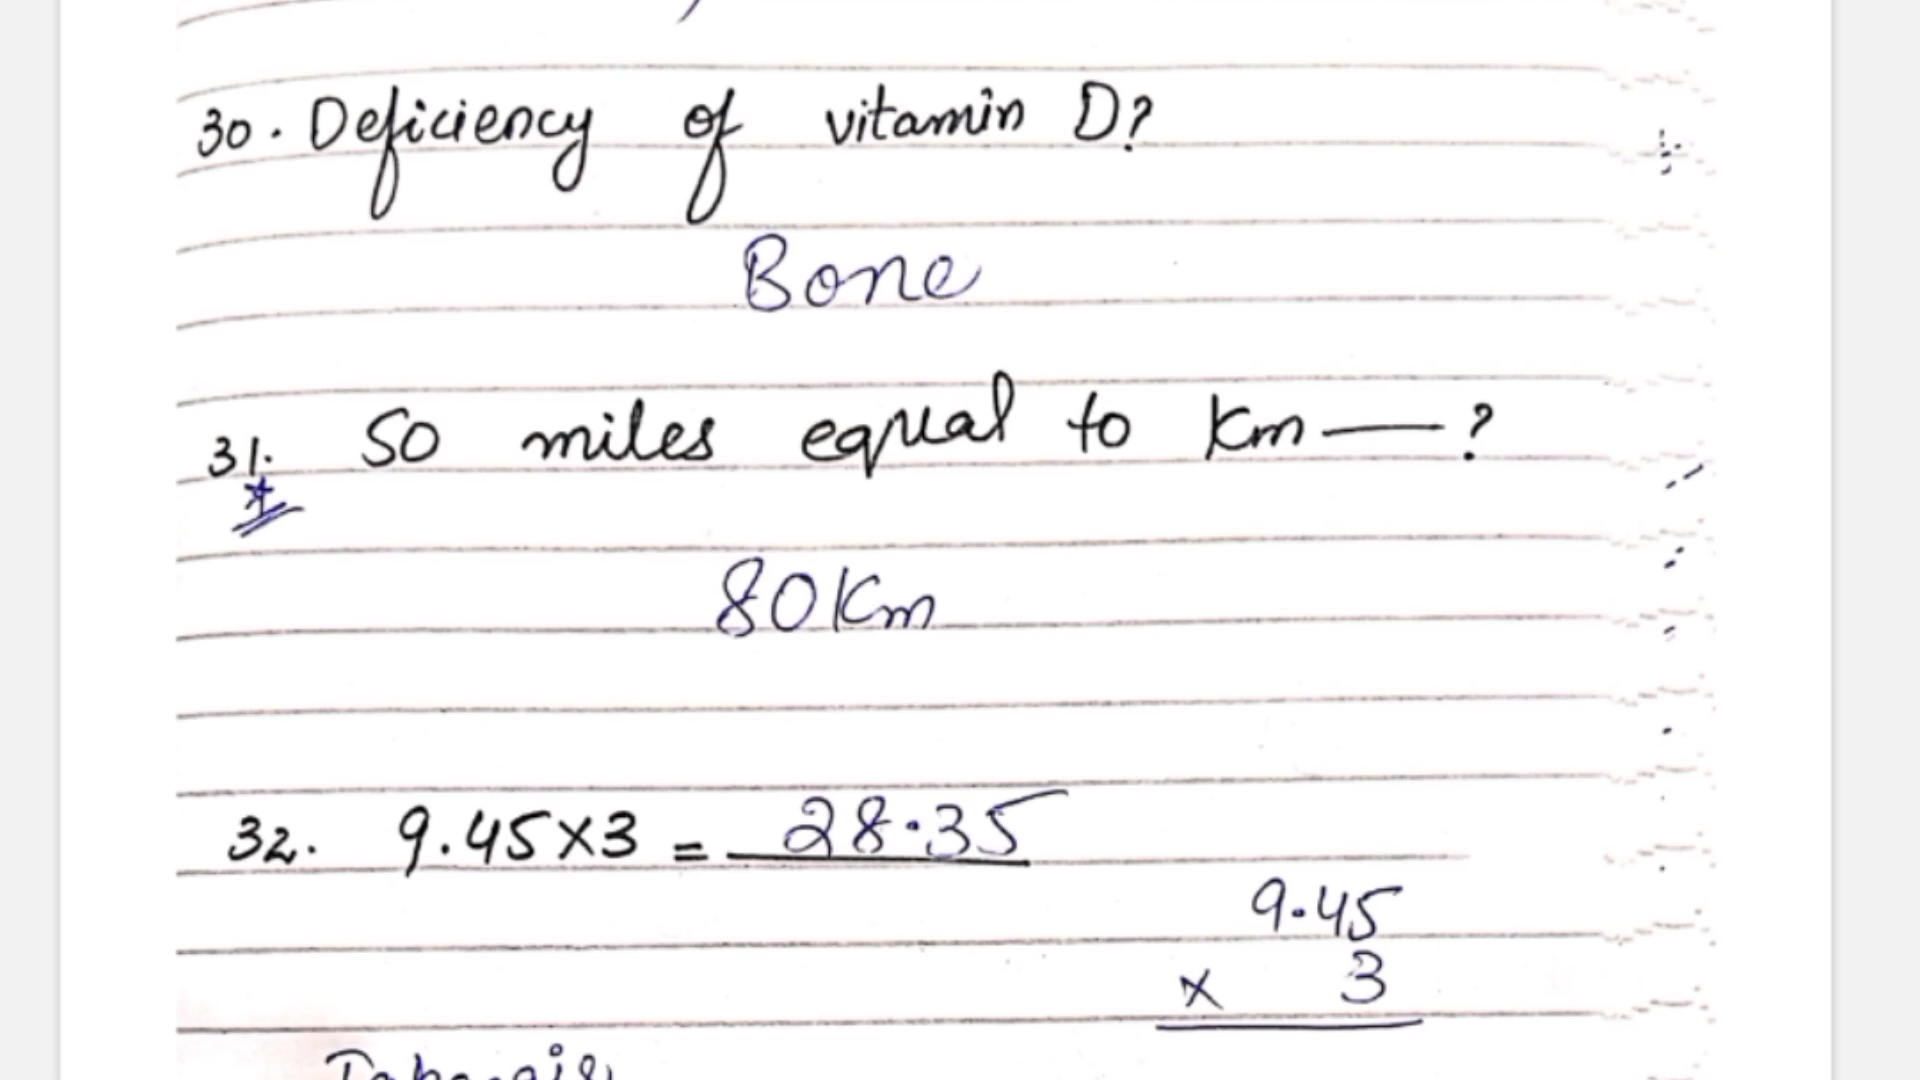 30. Deficiency of vitamin D?
Bone
31. 50 miles equal to Km — ?
80 Km
32. 9.45 x 3 = 28.35
9.45
x 3